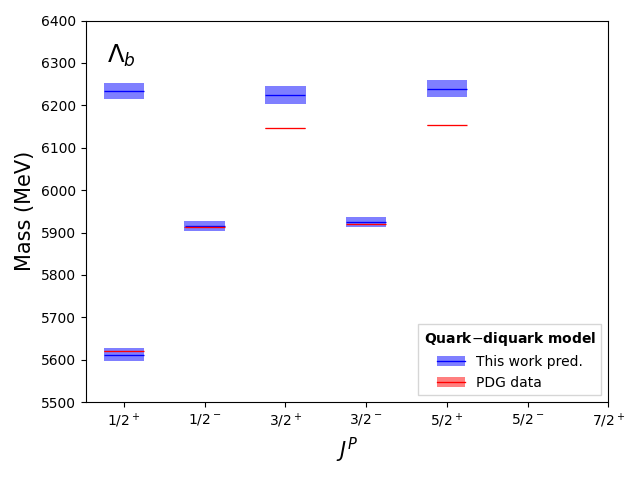 6400
6300
6200
6100
6000
5900
5800
5700
5600
5500
Mass (MeV)
Λ_b
Quark−diquark model
This work pred.
PDG data
1/2⁺ 1/2⁻ 3/2⁺ 3/2⁻ 5/2⁺ 5/2⁻ 7/2⁺
J^P